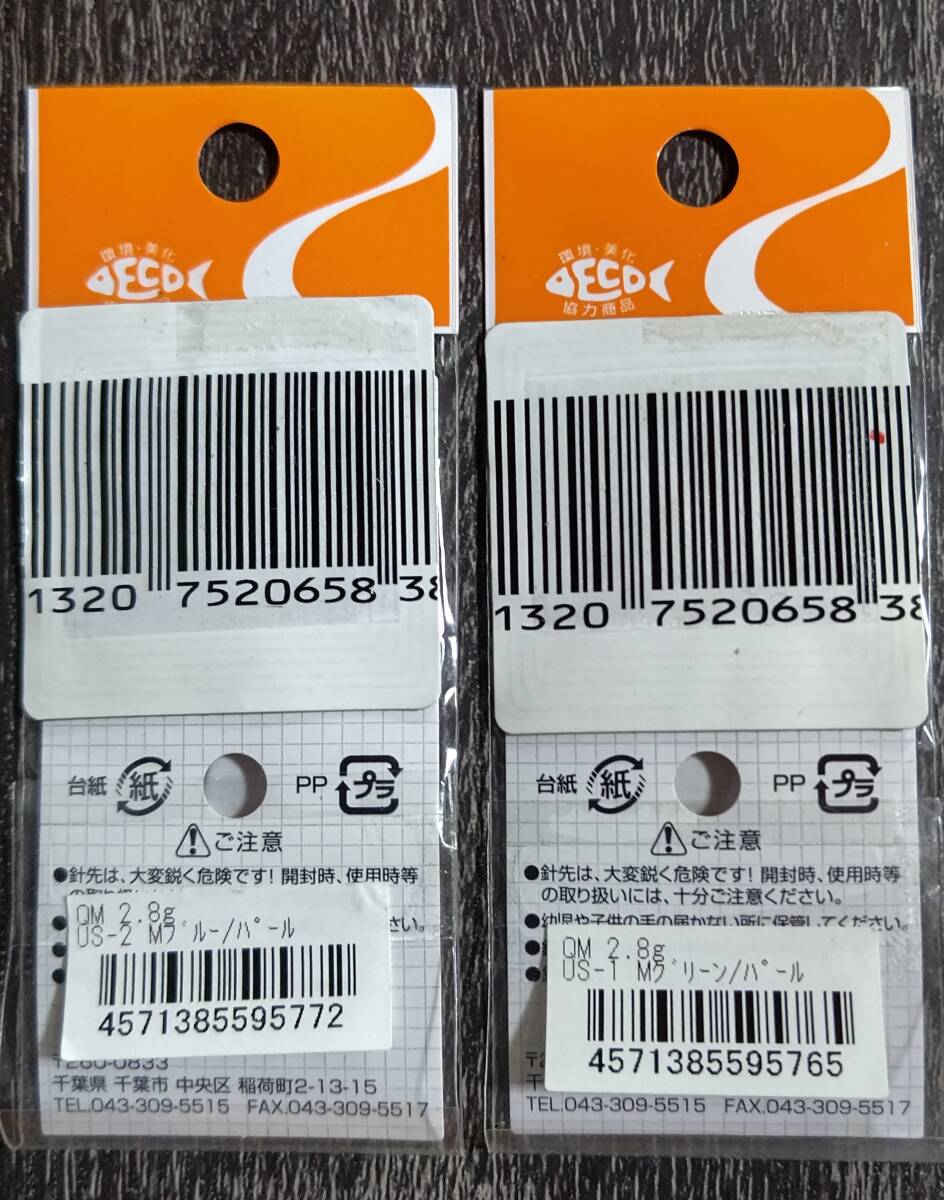 環境・美化
ECO
1320 7520658 38
台紙 紙 PP プラ
ご注意
●針先は、大変鋭く危険です!開封時、使用時等
さい。
QM 2.8g
US-2 Mブルー/パール
4571385595772
〒260-0833
千葉県 千葉市 中央区 稲荷町2-13-15
TEL.043-309-5515 FAX.043-309-5517
環境・美化
ECO
協力商品
1320 7520658 38
台紙 紙 PP プラ
ご注意
●針先は、大変鋭く危険です!開封時、使用時等
の取り扱いには、十分ご注意ください。
●幼児や子供の手の届かない所に保管してください。
QM 2.8g
US-1 Mグリーン/パール
4571385595765
TEL.043-309-5515 FAX.043-309-5517